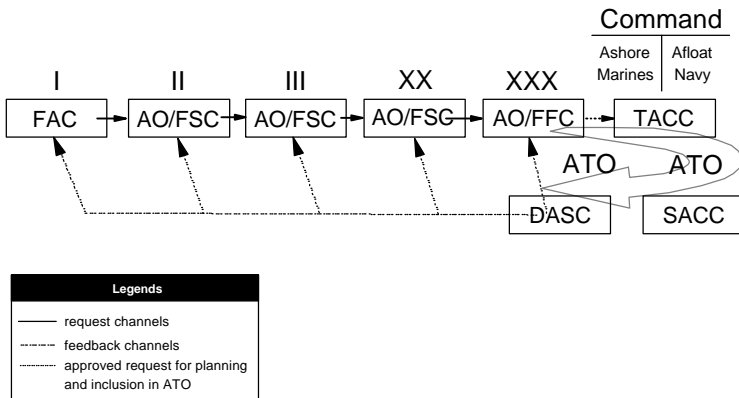 Command
Ashore Afloat
Marines Navy
I II III XX XXX
FAC AO/FSC AO/FSC AO/FSC AO/FFC TACC
ATO ATO
DASC SACC
Legends
request channels
feedback channels
approved request for planning
and inclusion in ATO